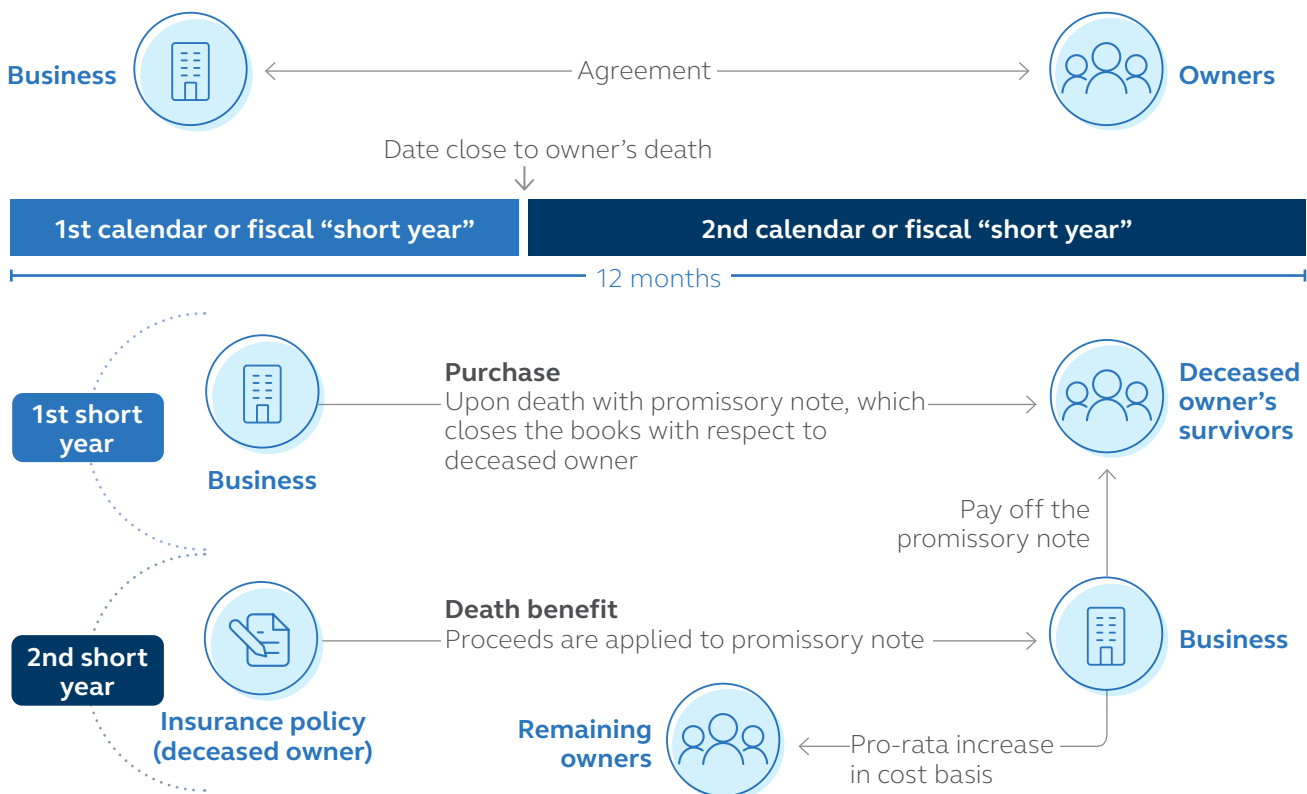 Business
Agreement
Owners
Date close to owner’s death
1st calendar or fiscal “short year”
2nd calendar or fiscal “short year”
12 months
1st short
year
Business
Purchase
Upon death with promissory note, which
closes the books with respect to
deceased owner
Deceased
owner’s
survivors
Pay off the
promissory note
2nd short
year
Insurance policy
(deceased owner)
Death benefit
Proceeds are applied to promissory note
Business
Remaining
owners
Pro-rata increase
in cost basis